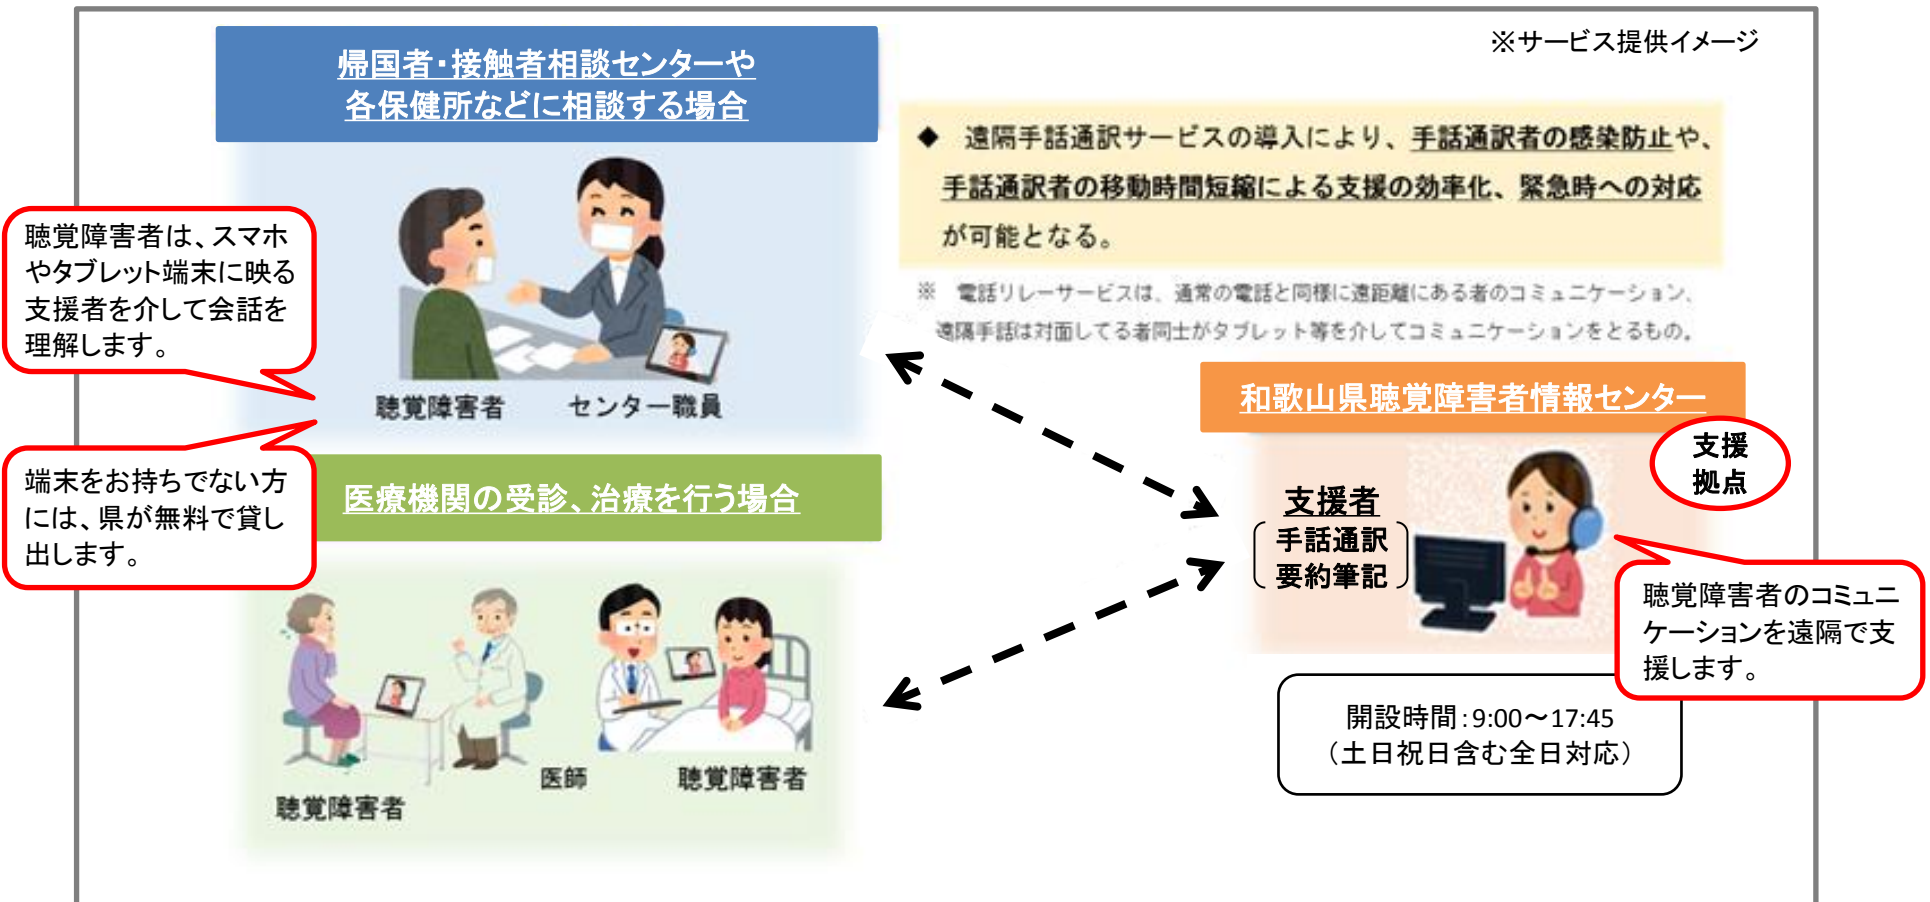 ※サービス提供イメージ
帰国者・接触者相談センターや
各保健所などに相談する場合
◆ 遠隔手話通訳サービスの導入により、手話通訳者の感染防止や、
手話通訳者の移動時間短縮による支援の効率化、緊急時への対応
が可能となる。
※ 電話リレーサービスは、通常の電話と同様に遠距離にある者のコミュニケーション、
遠隔手話は対面してる者同士がタブレット等を介してコミュニケーションをとるもの。
聴覚障害者は、スマホ
やタブレット端末に映る
支援者を介して会話を
理解します。
聴覚障害者
センター職員
端末をお持ちでない方
には、県が無料で貸し
出します。
医療機関の受診、治療を行う場合
聴覚障害者
医師
聴覚障害者
和歌山県聴覚障害者情報センター
支援
拠点
支援者
手話通訳
要約筆記
聴覚障害者のコミュニ
ケーションを遠隔で支
援します。
開設時間：9:00～17:45
（土日祝日含む全日対応）